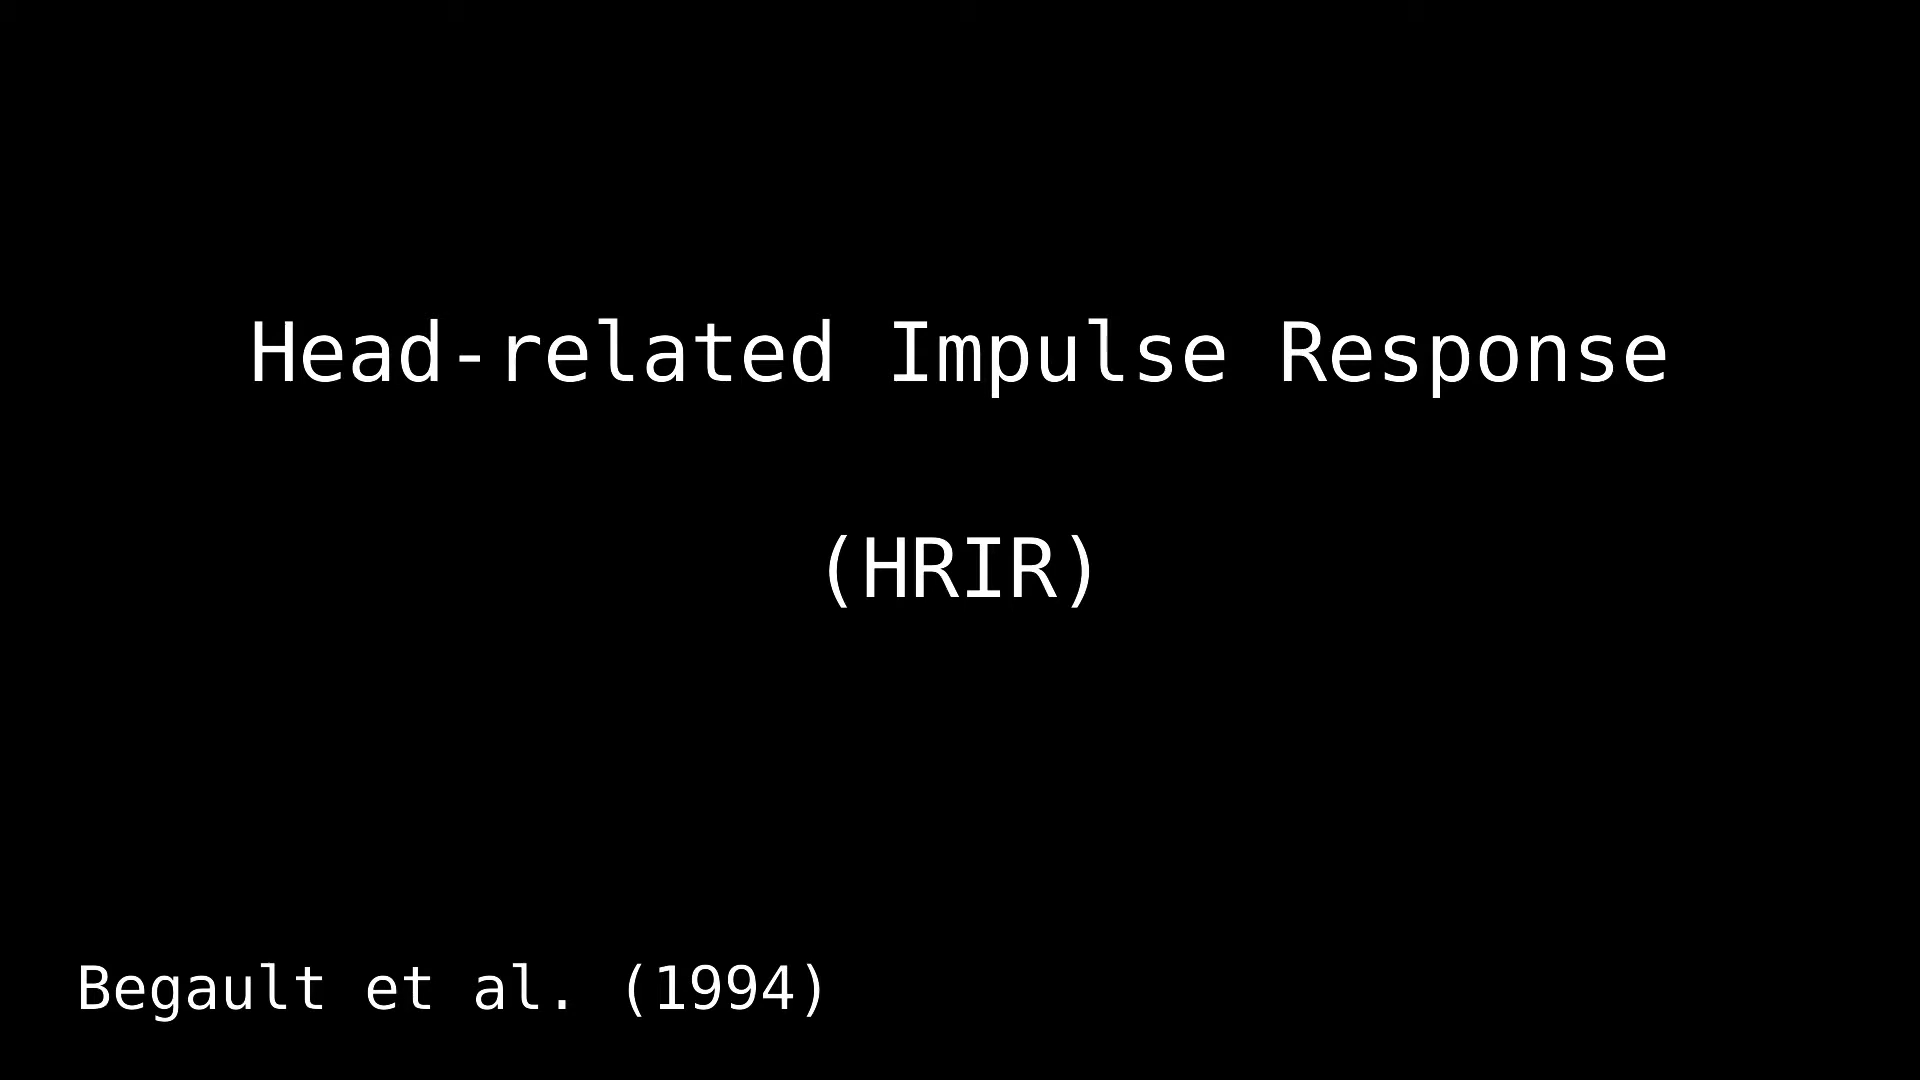 Head-related Impulse Response
(HRIR)
Begault et al. (1994)